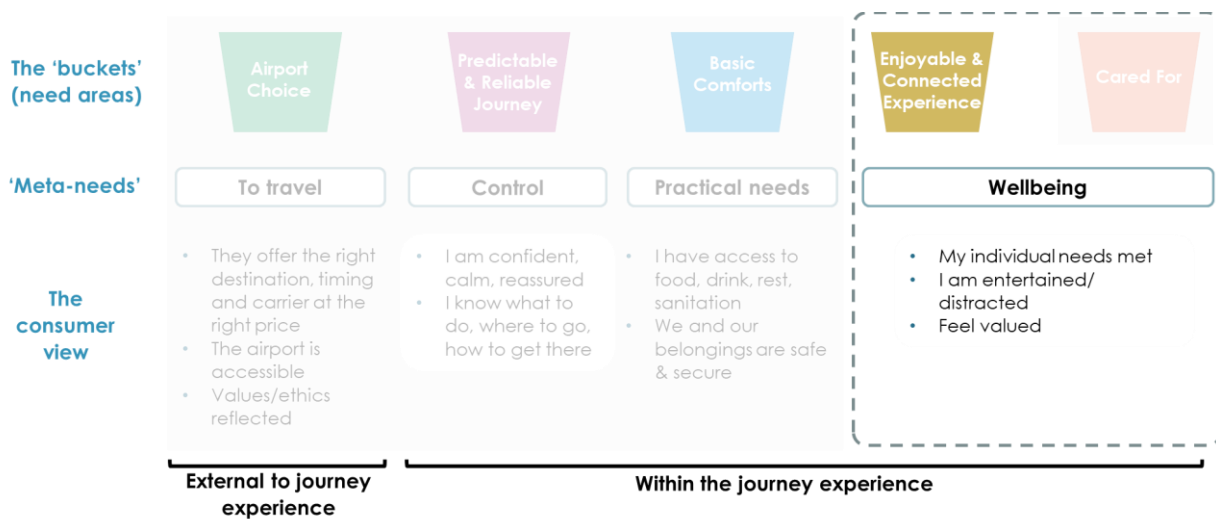 The 'buckets'
(need areas)
Airport
Choice
Predictable
& Reliable
Journey
Basic
Comforts
Enjoyable &
Connected
Experience
Cared For
'Meta-needs'
To travel
Control
Practical needs
Wellbeing
The
consumer
view
• They offer the right
destination, timing
and carrier at the
right price
• The airport is
accessible
• Values/ethics
reflected
• I am confident,
calm, reassured
• I know what to
do, where to go,
how to get there
• I have access to
food, drink, rest,
sanitation
• We and our
belongings are safe
& secure
• My individual needs met
• I am entertained/
distracted
• Feel valued
External to journey
experience
Within the journey experience